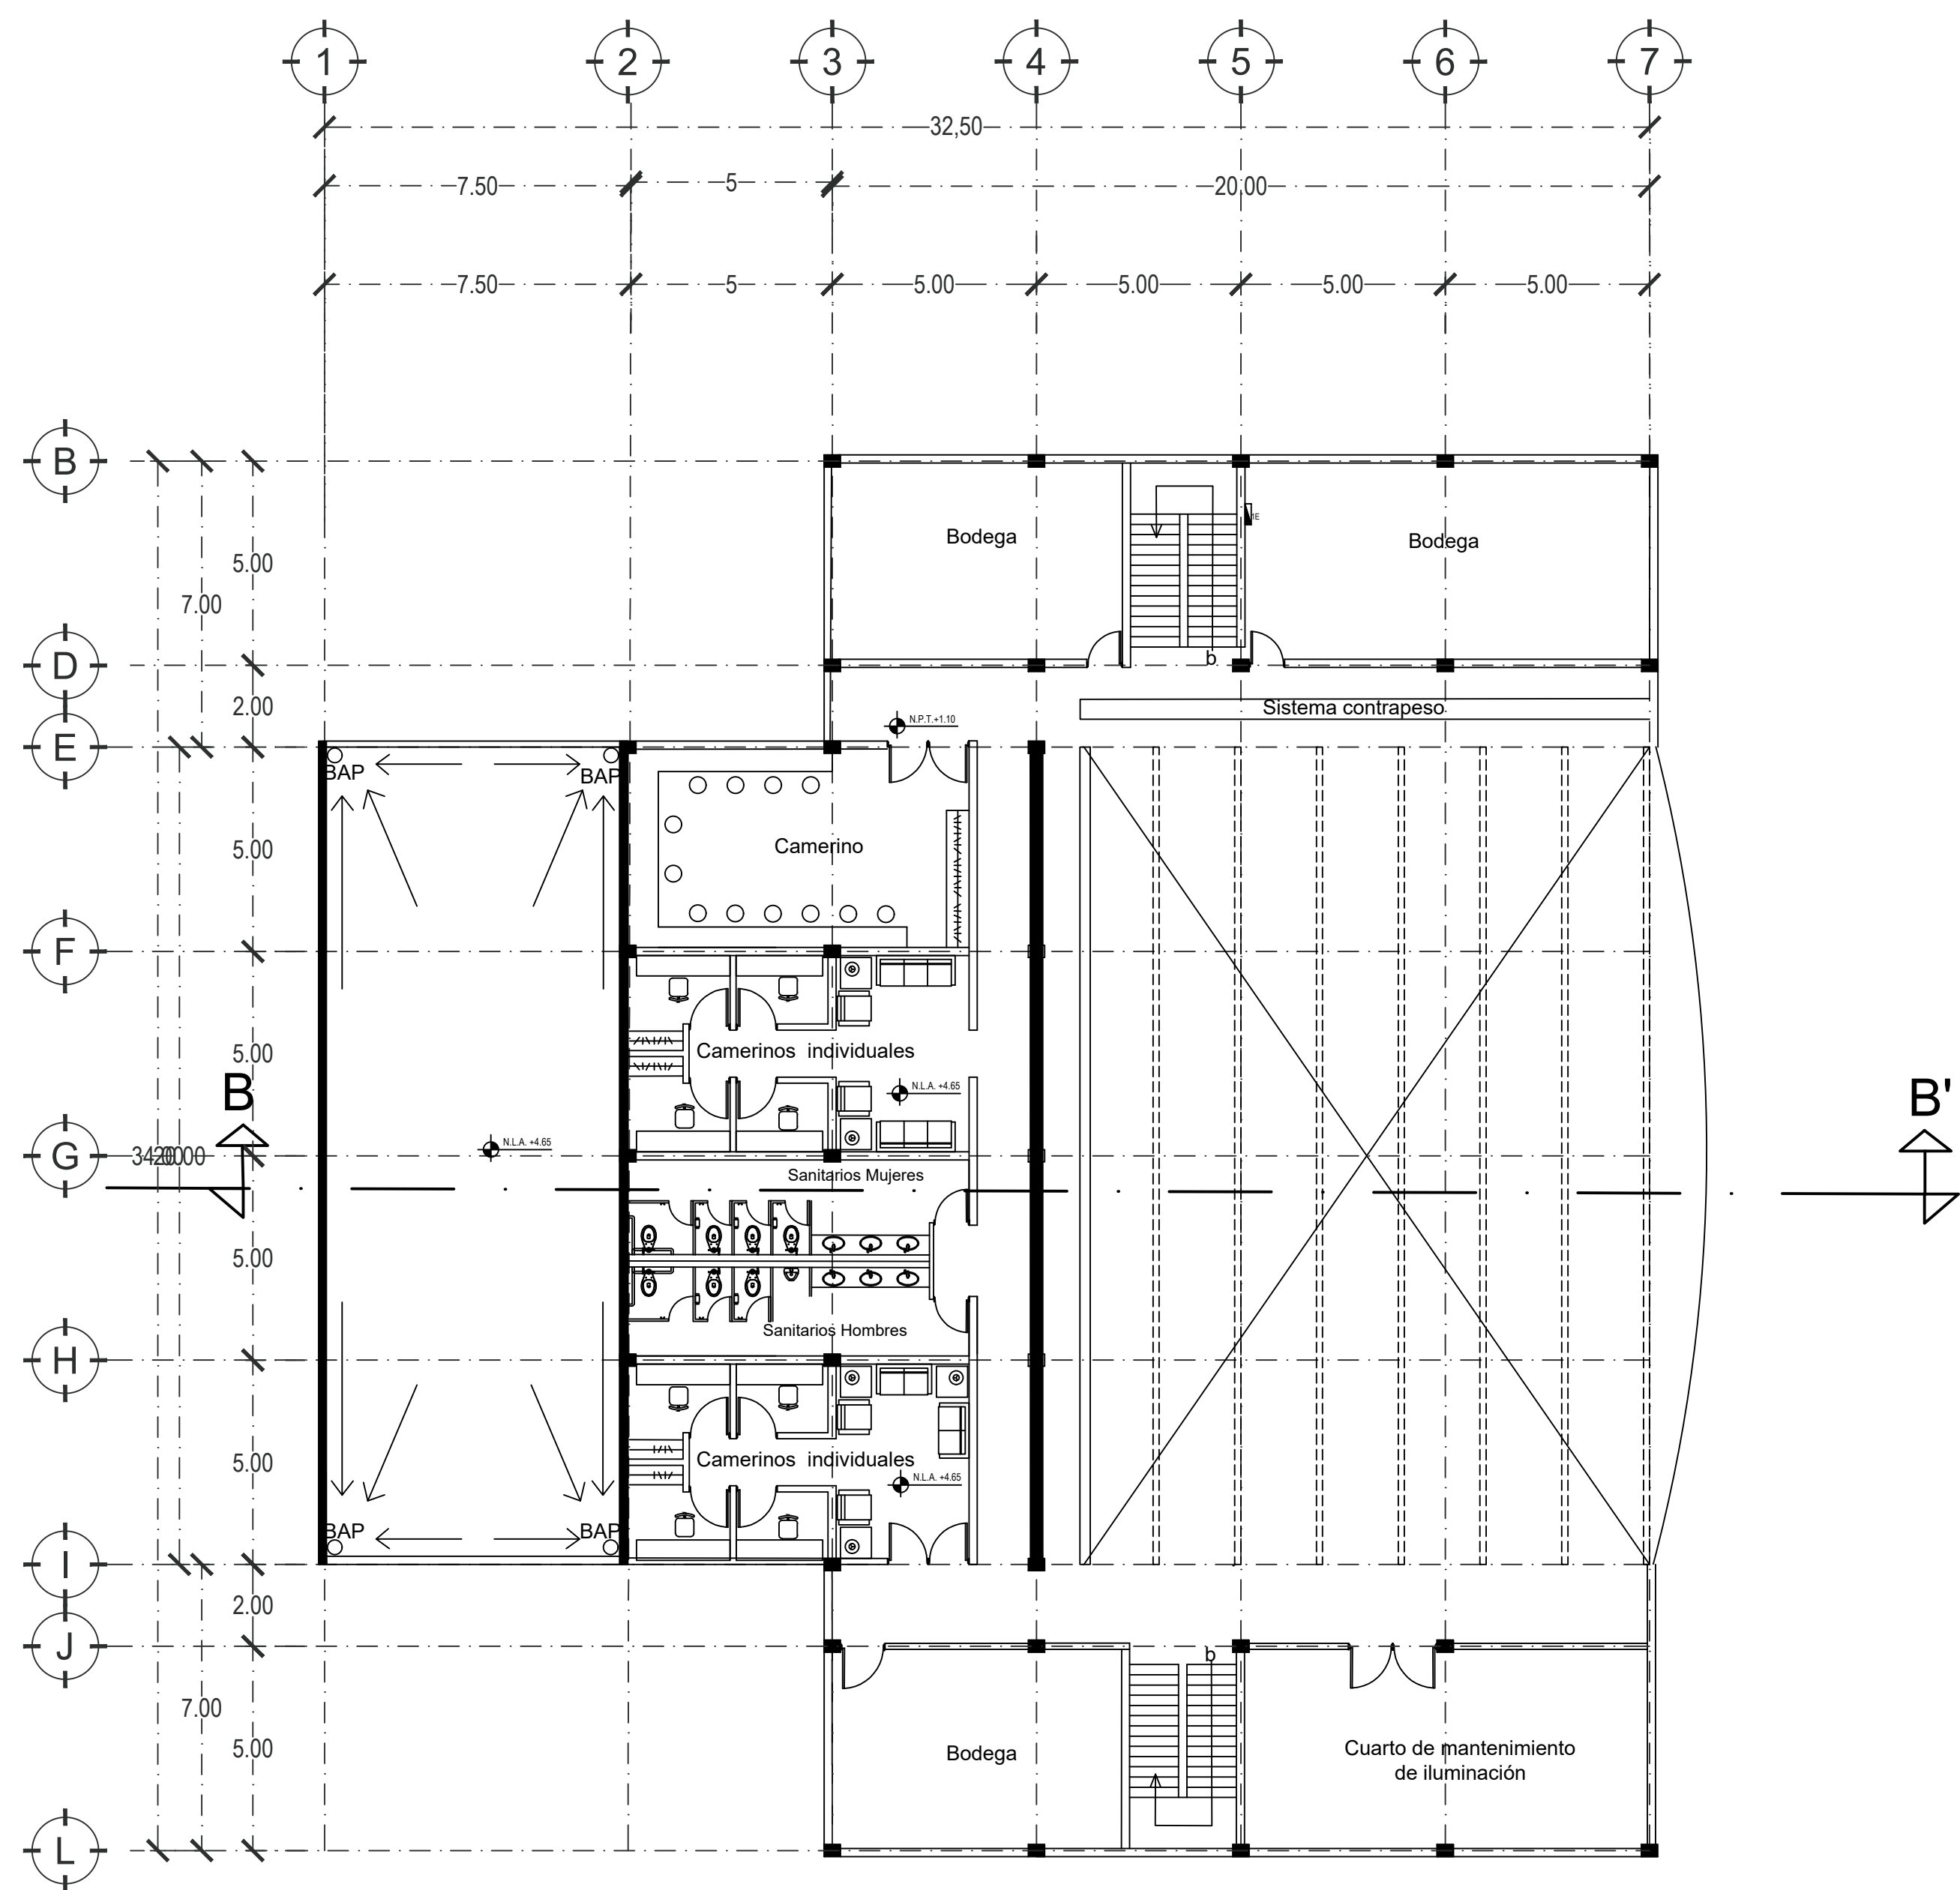 1 2 3 4 5 6 7
32,50
7.50 5 20.00
7.50 5 5.00 5.00 5.00 5.00
B
5.00
Bodega
Bodega
7.00
D
b
2.00
Sistema contrapeso
N.P.T.+1.10
E
BAP
BAP
5.00
Camerino
F
5.00
Camerinos individuales
B
B'
N.L.A. +4.65
N.L.A. +4.65
G
34.00
20.00
Sanitarios Mujeres
5.00
Sanitarios Hombres
H
5.00
Camerinos individuales
N.L.A. +4.65
BAP
BAP
I
2.00
J
b
7.00
5.00
Bodega
Cuarto de mantenimiento
de iluminación
L